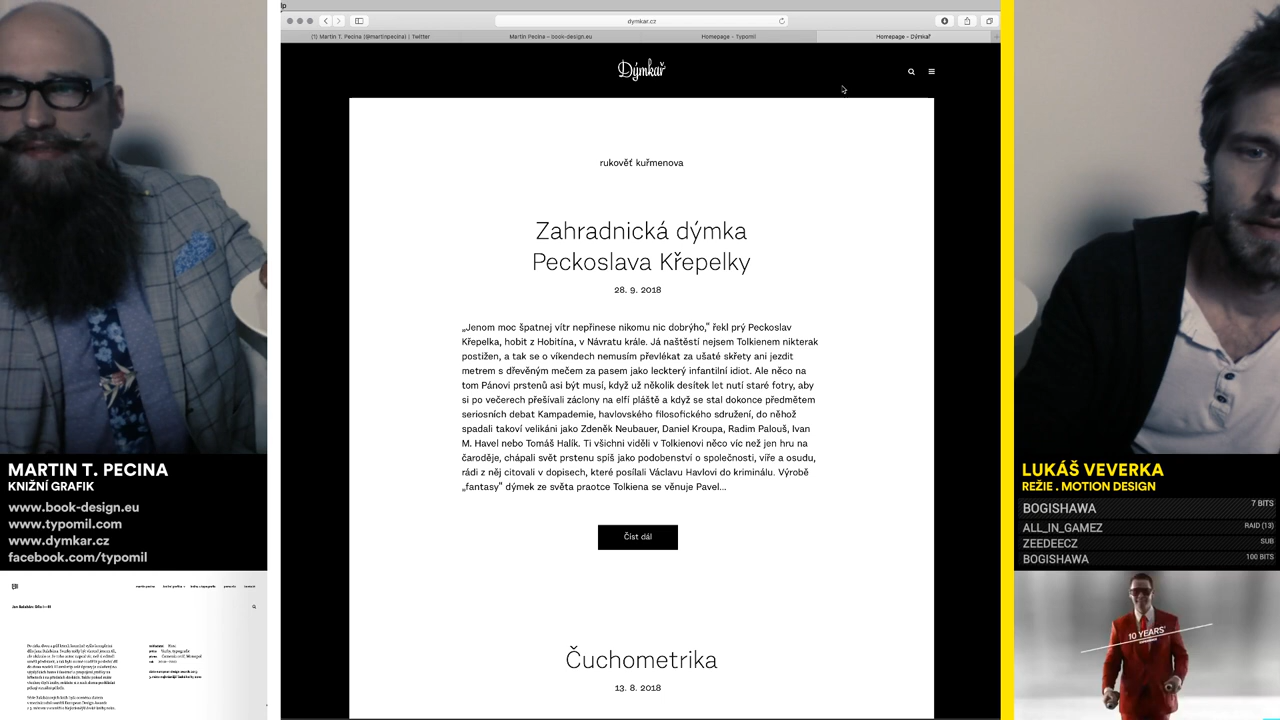 lp
dymkar.cz
(1) Martin T. Pecina (@martinpecina) | Twitter
Martin Pecina – book-design.eu
Homepage - Typomil
Homepage - Dýmkař
Dýmkař
rukověť kuřmenova
Zahradnická dýmka
Peckoslava Křepelky
28. 9. 2018
„Jenom moc špatnej vítr nepřinese nikomu nic dobrýho,“ řekl prý Peckoslav
Křepelka, hobit z Hobitína, v Návratu krále. Já naštěstí nejsem Tolkienem nikterak
postižen, a tak se o víkendech nemusím převlékat za ušaté skřety ani jezdit
metrem s dřevěným mečem za pasem jako leckterý infantilní idiot. Ale něco na
tom Pánovi prstenů asi být musí, když už několik desítek let nutí staré fotry, aby
si po večerech přešívali záclony na elfí pláště a když se stal dokonce předmětem
seriosních debat Kampademie, havlovského filosofického sdružení, do něhož
spadali takoví velikáni jako Zdeněk Neubauer, Daniel Kroupa, Radim Palouš, Ivan
M. Havel nebo Tomáš Halík. Ti všichni viděli v Tolkienovi něco víc než jen hru na
čaroděje, chápali svět prstenu spíš jako podobenství o společnosti, víře a osudu,
rádi z něj citovali v dopisech, které posílali Václavu Havlovi do kriminálu. Výrobě
„fantasy“ dýmek ze světa praotce Tolkiena se věnuje Pavel...
Číst dál
Čuchometrika
13. 8. 2018
MARTIN T. PECINA
KNIŽNÍ GRAFIK
www.book-design.eu
www.typomil.com
www.dymkar.cz
facebook.com/typomil
LUKÁŠ VEVERKA
REŽIE . MOTION DESIGN
BOGISHAWA 7 BITS
ALL_IN_GAMEZ RAID (13)
ZEEDEECZ SUB
BOGISHAWA 100 BITS
10 YEARS'